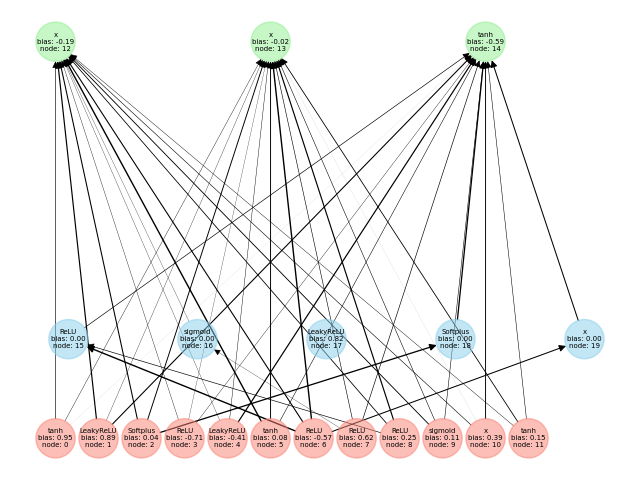 x
bias: -0.19
node: 12
x
bias: -0.02
node: 13
tanh
bias: -0.59
node: 14
ReLU
bias: 0.00
node: 15
sigmoid
bias: 0.00
node: 16
LeakyReLU
bias: 0.82
node: 17
Softplus
bias: 0.00
node: 18
x
bias: 0.00
node: 19
tanh
bias: 0.95
node: 0
LeakyReLU
bias: 0.89
node: 1
Softplus
bias: 0.04
node: 2
ReLU
bias: -0.71
node: 3
LeakyReLU
bias: -0.41
node: 4
tanh
bias: 0.08
node: 5
ReLU
bias: -0.57
node: 6
ReLU
bias: 0.62
node: 7
ReLU
bias: 0.25
node: 8
sigmoid
bias: 0.11
node: 9
x
bias: 0.39
node: 10
tanh
bias: 0.15
node: 11